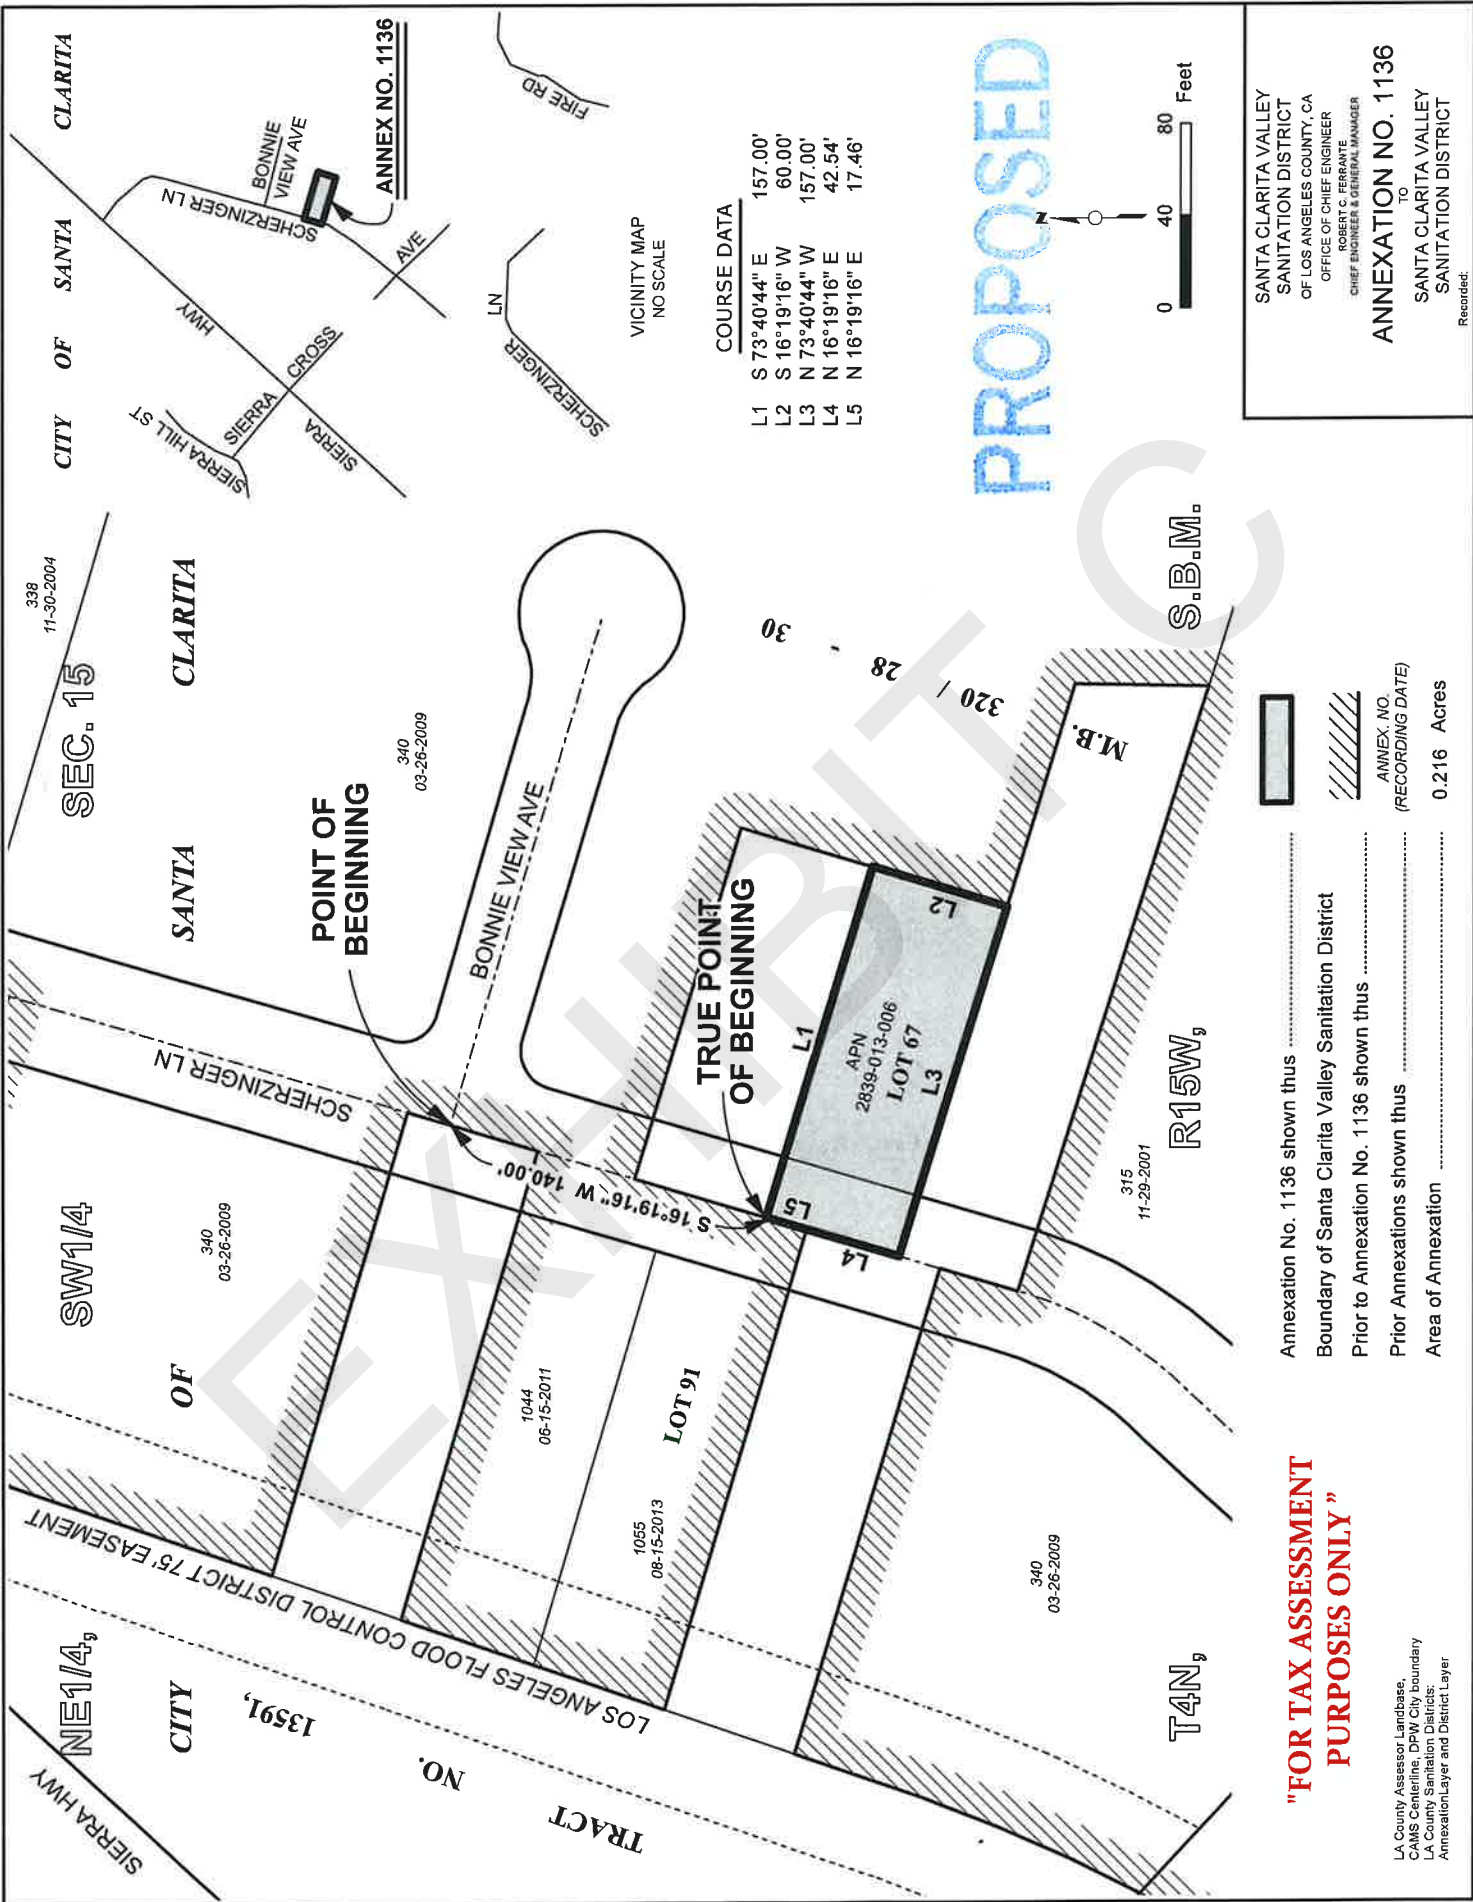 NE1/4,
SW1/4
SEC. 15
338
11-30-2004
CITY OF SANTA CLARITA
SIERRA HWY
CITY OF SANTA CLARITA
SIERRA HILL ST
SIERRA
CROSS
AVE
SIERRA
HWY
SCHERZINGER LN
BONNIE
VIEW AVE
ANNEX NO. 1136
FIRE RD
SCHERZINGER
LN
VICINITY MAP
NO SCALE
COURSE DATA
L1 S 73°40'44" E 157.00'
L2 S 16°19'16" W 60.00'
L3 N 73°40'44" W 157.00'
L4 N 16°19'16" E 42.54'
L5 N 16°19'16" E 17.46'
PROPOSED
N
0 40 80
Feet
LOS ANGELES FLOOD CONTROL DISTRICT 75' EASEMENT
TRACT NO. 13591,
M.B. 320 / 28 - 30
340
03-26-2009
340
03-26-2009
SCHERZINGER LN
POINT OF
BEGINNING
BONNIE VIEW AVE
S 16°19'16" W 140.00'
TRUE POINT
OF BEGINNING
1044
06-15-2011
1055
08-15-2013
LOT 91
L1
L2
L3
L4
L5
APN
2839-013-006
LOT 67
340
03-26-2009
315
11-29-2001
T4N,
R15W,
S.B.M.
EXHIBIT C
"FOR TAX ASSESSMENT
PURPOSES ONLY "
LA County Assessor Landbase,
CAMS Centerline, DPW City boundary
LA County Sanitation Districts:
AnnexationLayer and District Layer
Annexation No. 1136 shown thus
Boundary of Santa Clarita Valley Sanitation District
Prior to Annexation No. 1136 shown thus
Prior Annexations shown thus
ANNEX. NO.
(RECORDING DATE)
Area of Annexation 0.216 Acres
SANTA CLARITA VALLEY
SANITATION DISTRICT
OF LOS ANGELES COUNTY, CA
OFFICE OF CHIEF ENGINEER
ROBERT C. FERRANTE
CHIEF ENGINEER & GENERAL MANAGER
ANNEXATION NO. 1136
TO
SANTA CLARITA VALLEY
SANITATION DISTRICT
Recorded: